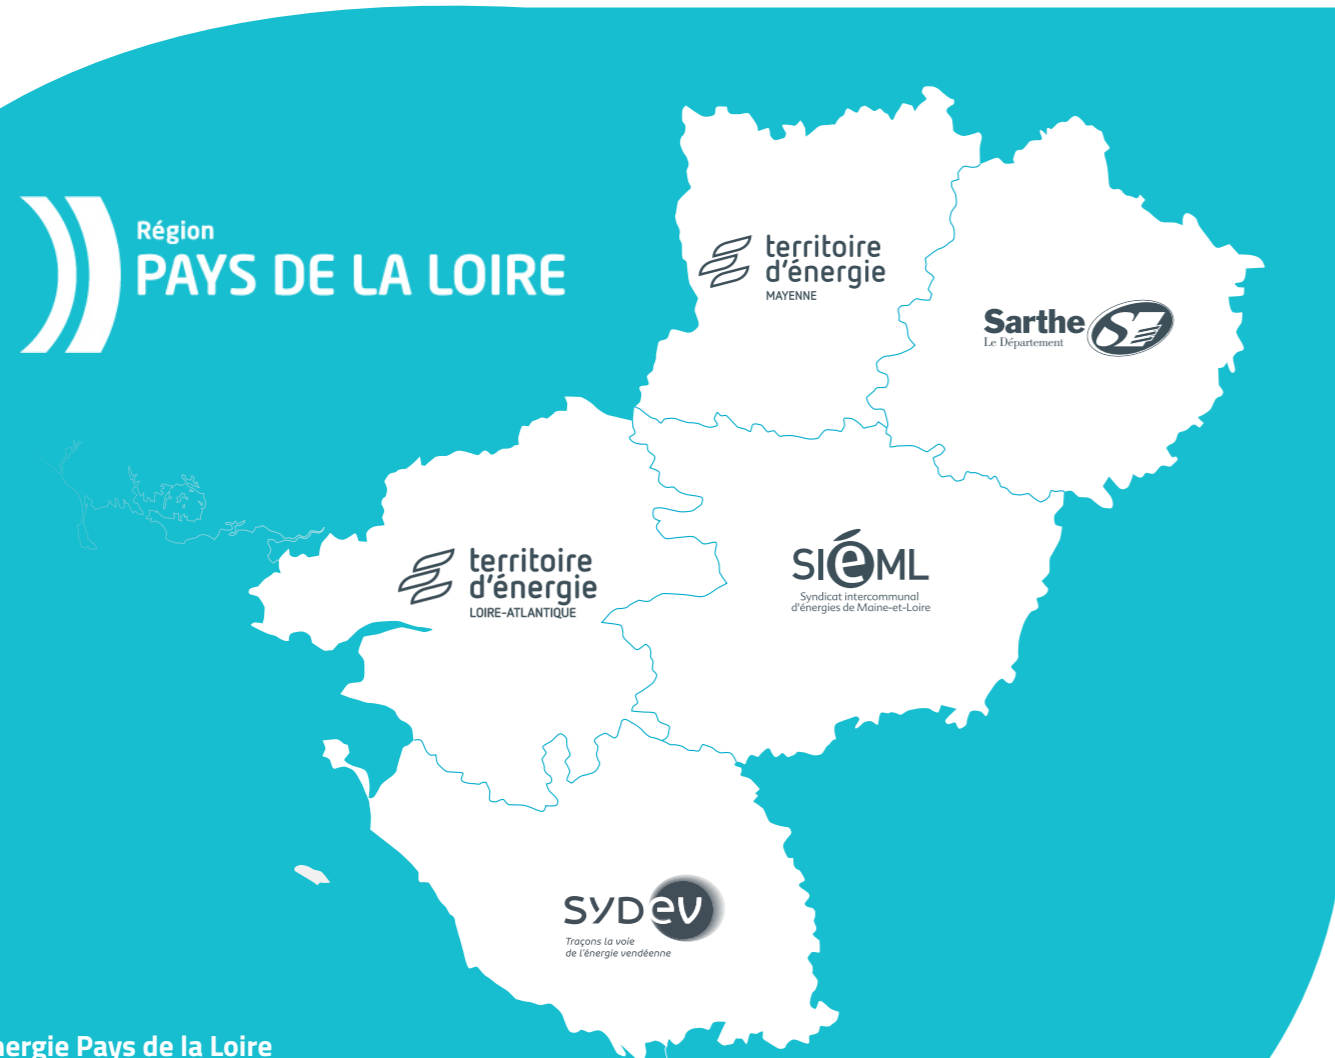 Région
PAYS DE LA LOIRE
territoire
d'énergie
MAYENNE
Sarthe
Le Département
territoire
d'énergie
LOIRE-ATLANTIQUE
SIéML
Syndicat intercommunal
d'énergies de Maine-et-Loire
SYDEV
Traçons la voie
de l'énergie vendéenne
nergie Pays de la Loire